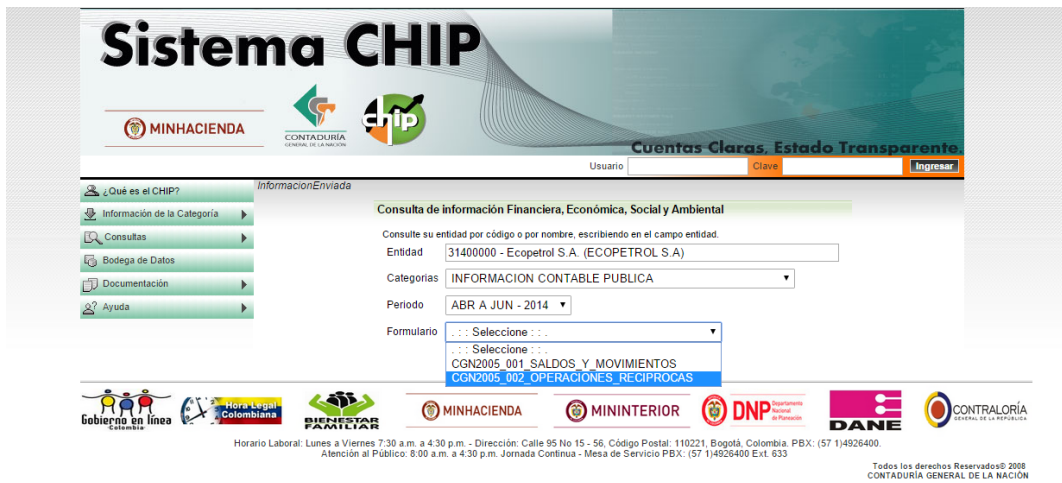 Sistema CHIP
MINHACIENDA
CONTADURÍA
GENERAL DE LA NACIÓN
chip
Cuentas Claras, Estado Transparente.
Usuario Clave Ingresar
¿Qué es el CHIP?
Información de la Categoría
Consultas
Bodega de Datos
Documentación
Ayuda
InformacionEnviada
Consulta de información Financiera, Económica, Social y Ambiental
Consulte su entidad por código o por nombre, escribiendo en el campo entidad.
Entidad 31400000 - Ecopetrol S.A. (ECOPETROL S.A)
Categorias INFORMACION CONTABLE PUBLICA
Periodo ABR A JUN - 2014
Formulario . : : Seleccione : : .
. : : Seleccione : : .
CGN2005_001_SALDOS_Y_MOVIMIENTOS
CGN2005_002_OPERACIONES_RECIPROCAS
Gobierno en línea
Colombia
Hora Legal
Colombiana
BIENESTAR
FAMILIAR
MINHACIENDA
MININTERIOR
DNP Departamento
Nacional
de Planeación
DANE
CONTRALORÍA
GENERAL DE LA REPÚBLICA
Horario Laboral: Lunes a Viernes 7:30 a.m. a 4:30 p.m. - Dirección: Calle 95 No 15 - 56, Código Postal: 110221, Bogotá, Colombia. PBX: (57 1)4926400.
Atención al Público: 8:00 a.m. a 4:30 p.m. Jornada Continua - Mesa de Servicio PBX: (57 1)4926400 Ext. 633
Todos los derechos Reservados© 2008
CONTADURÍA GENERAL DE LA NACIÓN